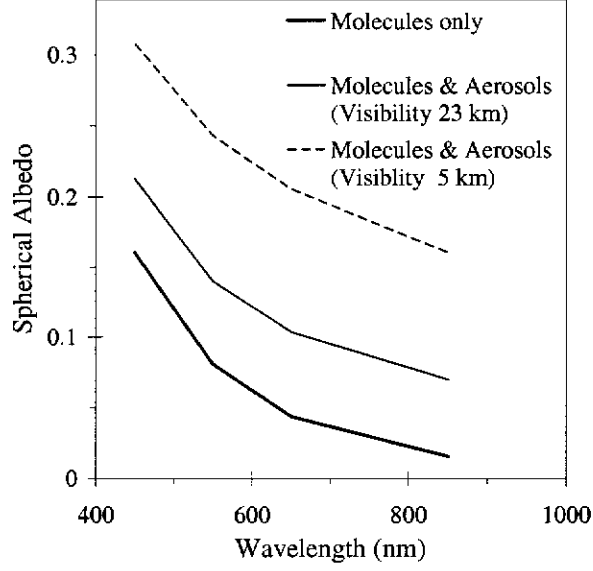 Molecules only
0.3
Molecules & Aerosols
(Visibility 23 km)
Molecules & Aerosols
(Visiblity 5 km)
0.2
0.1
0
Spherical Albedo
400
600
800
1000
Wavelength (nm)